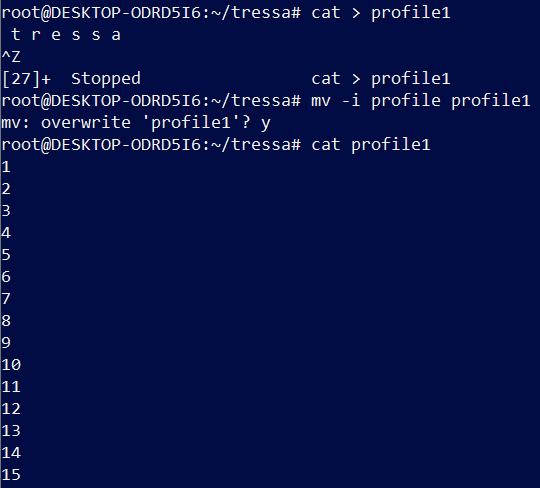 root@DESKTOP-ODRD5I6:~/tressa# cat > profile1
 t r e s s a
^Z
[27]+  Stopped                 cat > profile1
root@DESKTOP-ODRD5I6:~/tressa# mv -i profile profile1
mv: overwrite 'profile1'? y
root@DESKTOP-ODRD5I6:~/tressa# cat profile1
1
2
3
4
5
6
7
8
9
10
11
12
13
14
15